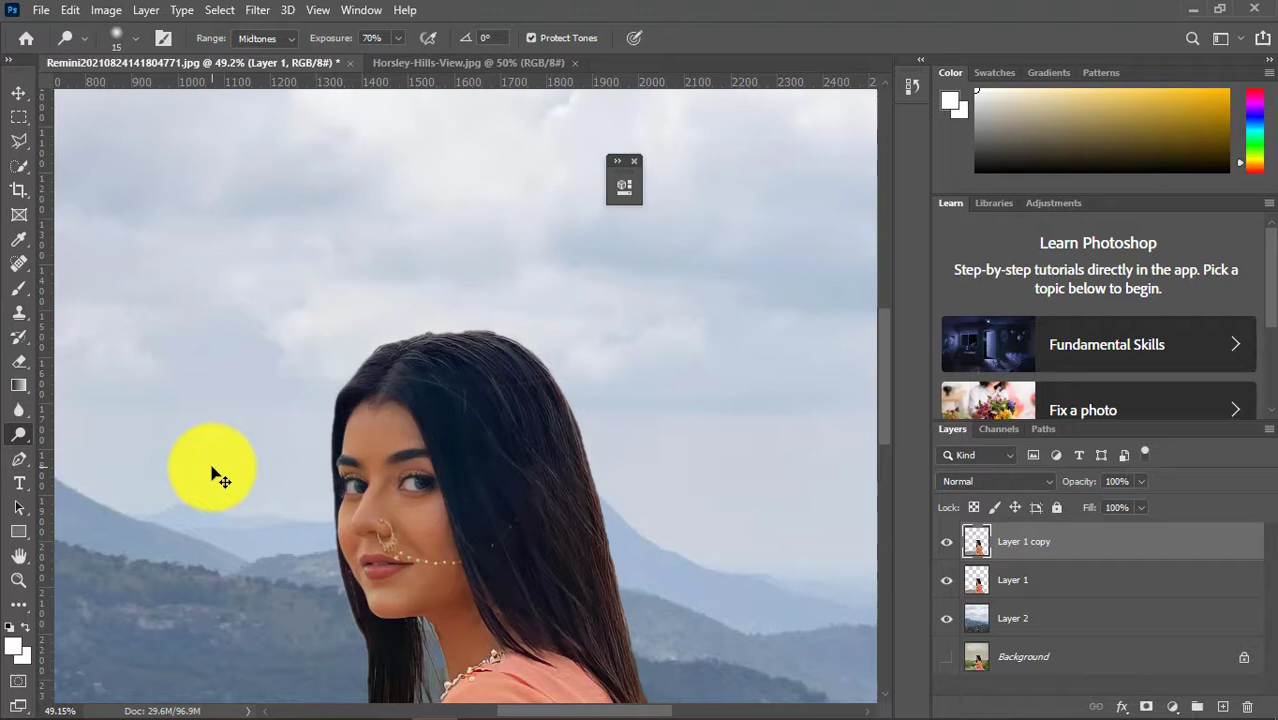 Ps File Edit Image Layer Type Select Filter 3D View Window Help
15 Range: Midtones Exposure: 70% 0° Protect Tones
Remini20210824141804771.jpg @ 49.2% (Layer 1, RGB/8#) * Horsley-Hills-View.jpg @ 50% (RGB/8#)
0 800 900 1000 1100 1200 1300 1400 1500 1600 1700 1800 1900 2000 2100 2200 2300 2400 2
Color Swatches Gradients Patterns
Learn Libraries Adjustments
Learn Photoshop
Step-by-step tutorials directly in the app. Pick a
topic below to begin.
Fundamental Skills
Fix a photo
Layers Channels Paths
Kind
Normal Opacity: 100%
Lock: Fill: 100%
Layer 1 copy
Layer 1
Layer 2
Background
49.15% Doc: 29.6M/96.9M